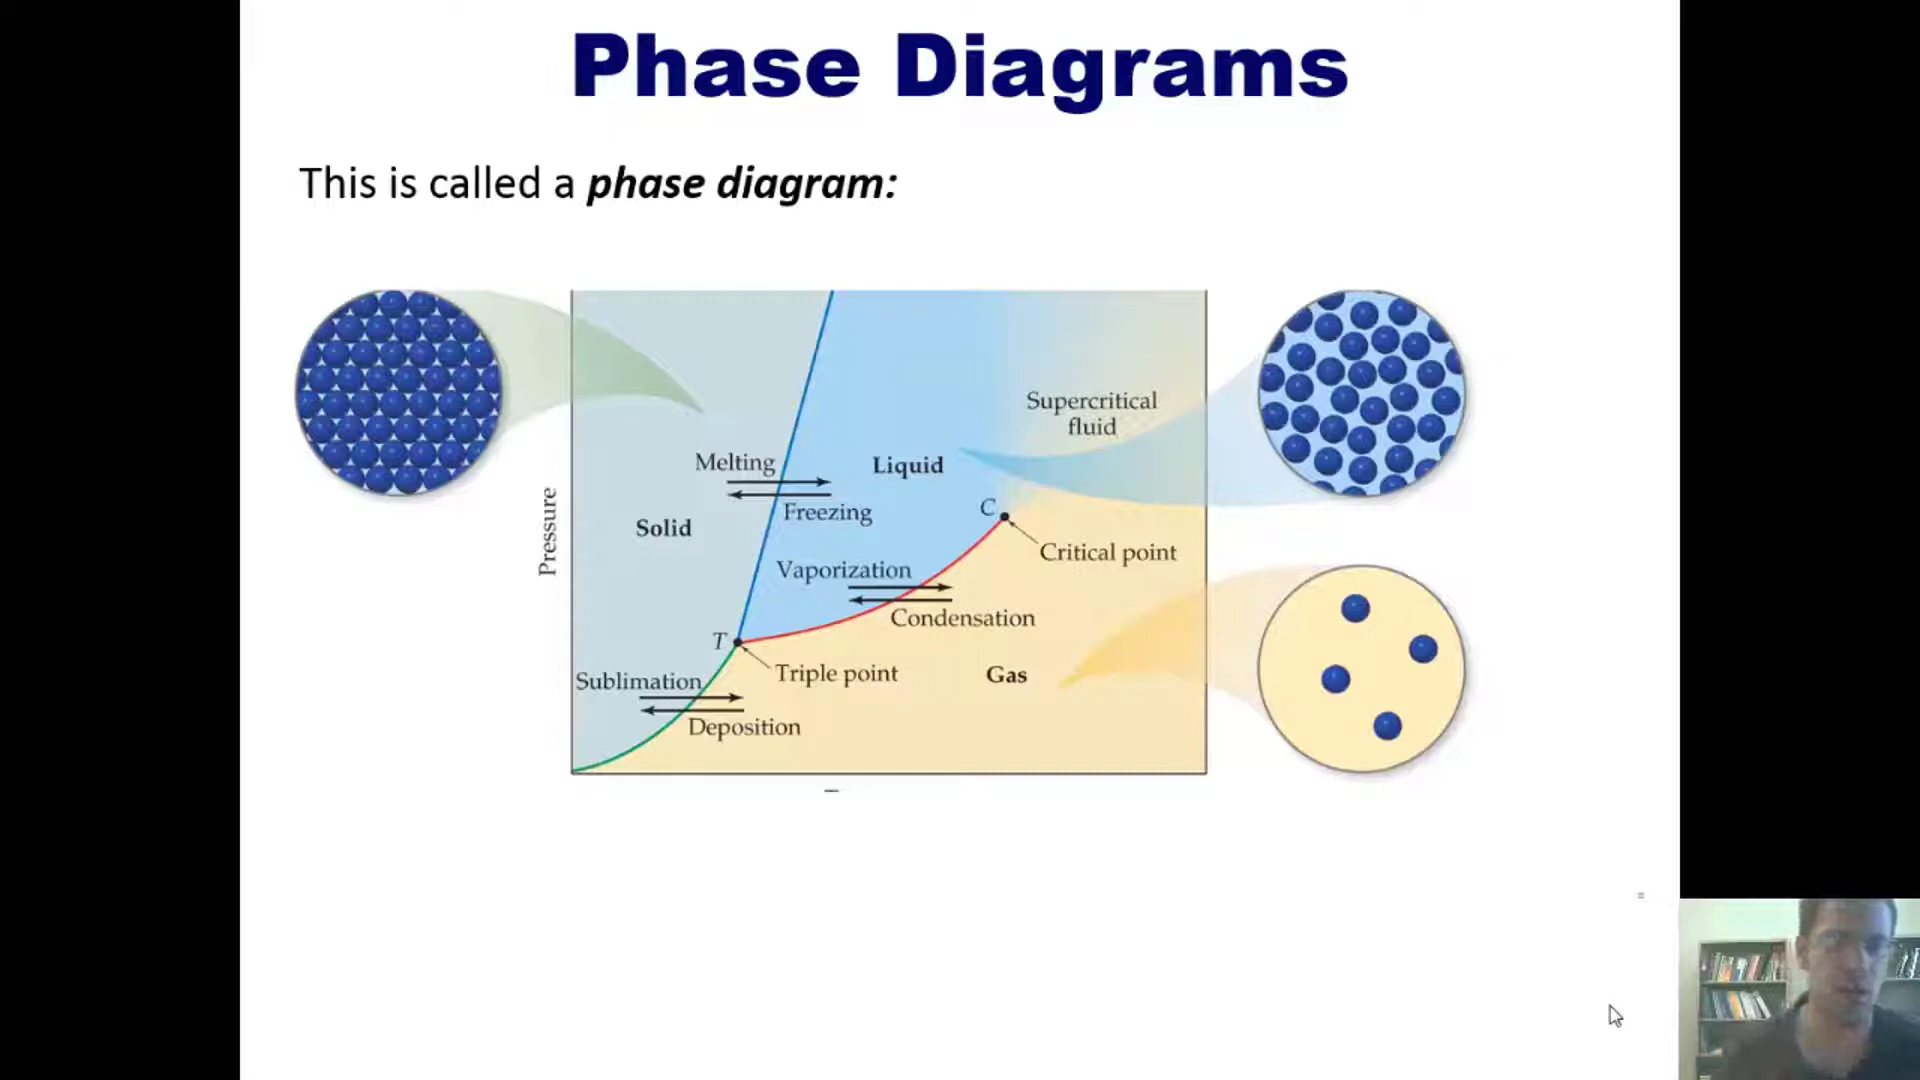 Phase Diagrams
This is called a phase diagram:
Supercritical
fluid
Melting
Liquid
Freezing
Solid
C
Critical point
Pressure
Vaporization
Condensation
T
Triple point
Gas
Sublimation
Deposition